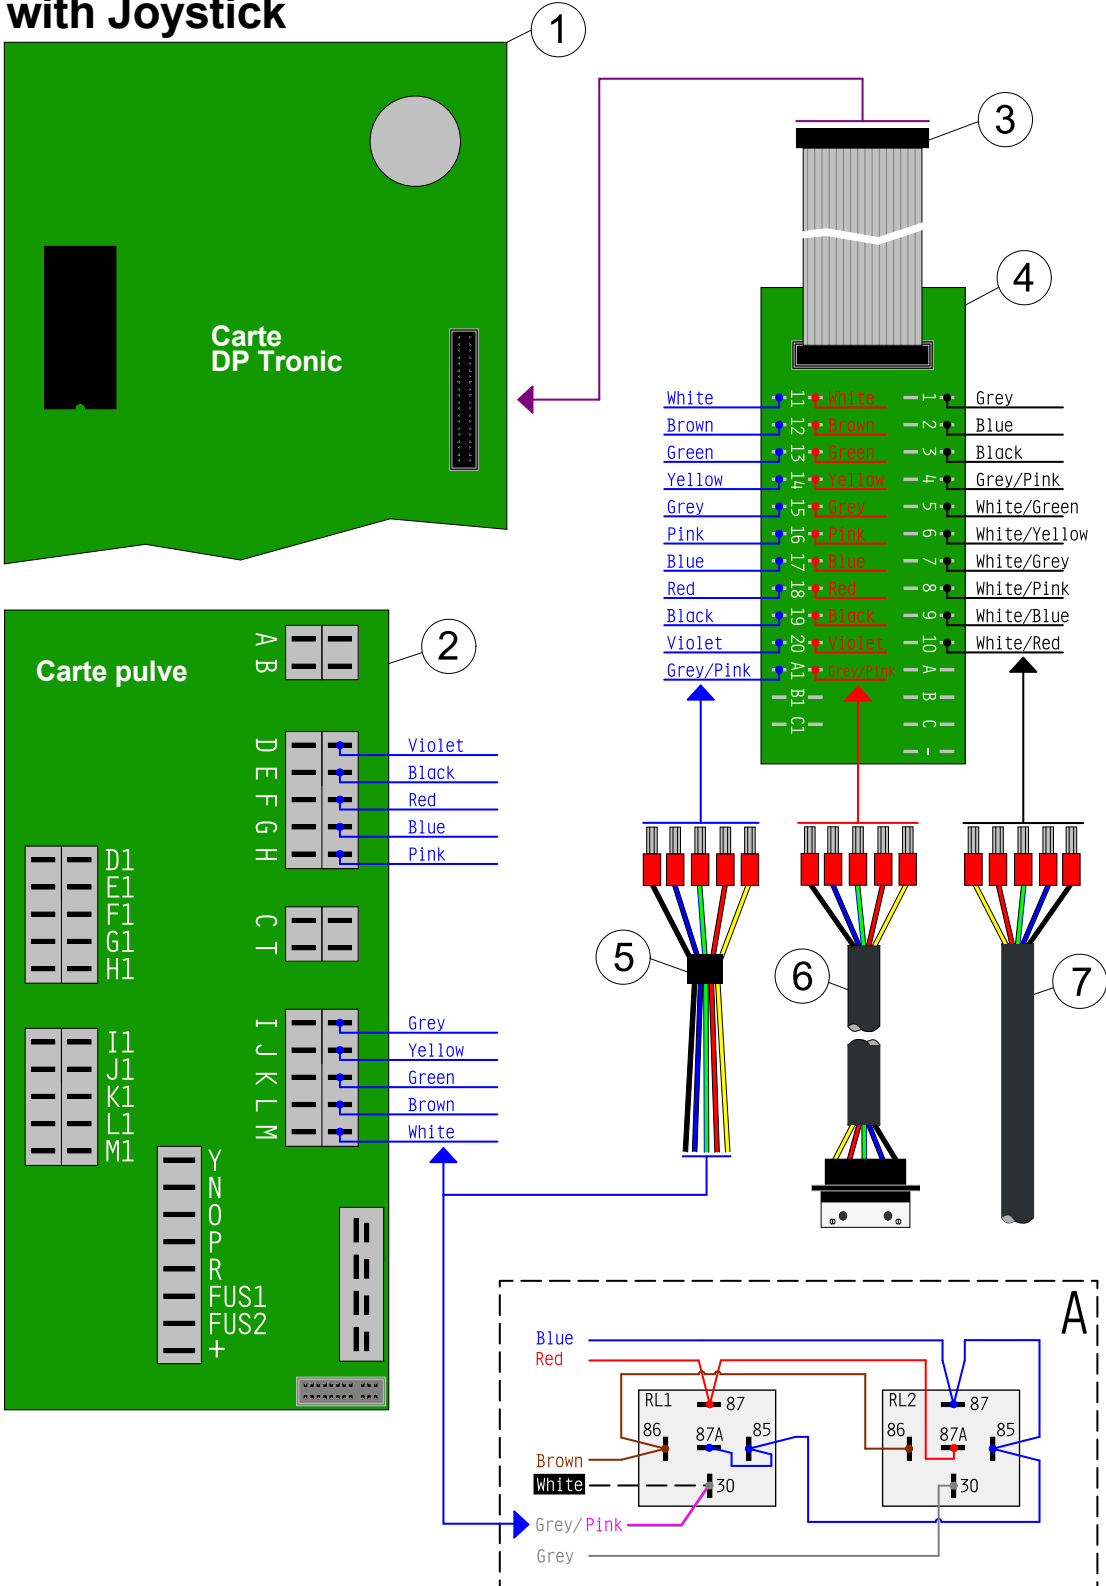 with Joystick
1
3
4
Carte
DP Tronic
White
Brown
Green
Yellow
Grey
Pink
Blue
Red
Black
Violet
Grey/Pink
11
12
13
14
15
16
17
18
19
20
A1
B1
C1
White
Brown
Green
Yellow
Grey
Pink
Blue
Red
Black
Violet
Grey/Pink
1
2
3
4
5
6
7
8
9
10
A
B
C
-
Grey
Blue
Black
Grey/Pink
White/Green
White/Yellow
White/Grey
White/Pink
White/Blue
White/Red
2
Carte pulve
A
B
D
E
F
G
H
Violet
Black
Red
Blue
Pink
D1
E1
F1
G1
H1
C
T
I
J
K
L
M
Grey
Yellow
Green
Brown
White
I1
J1
K1
L1
M1
Y
N
O
P
R
FUS1
FUS2
+
5
6
7
A
Blue
Red
RL1
87
86
87A
85
30
RL2
87
86
87A
85
30
Brown
White
Grey/Pink
Grey